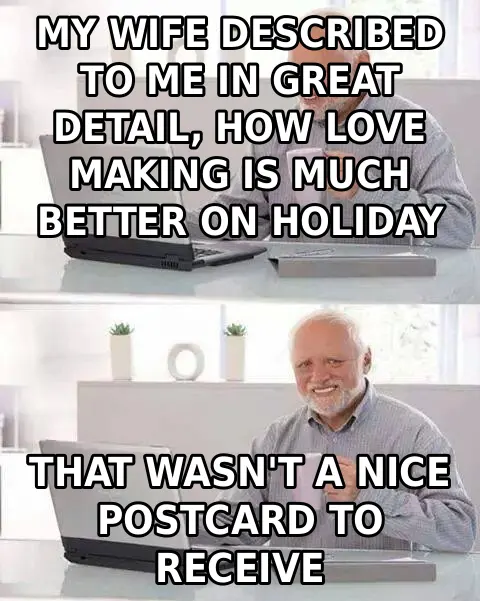 MY WIFE DESCRIBED
TO ME IN GREAT
DETAIL, HOW LOVE
MAKING IS MUCH
BETTER ON HOLIDAY
THAT WASN'T A NICE
POSTCARD TO
RECEIVE